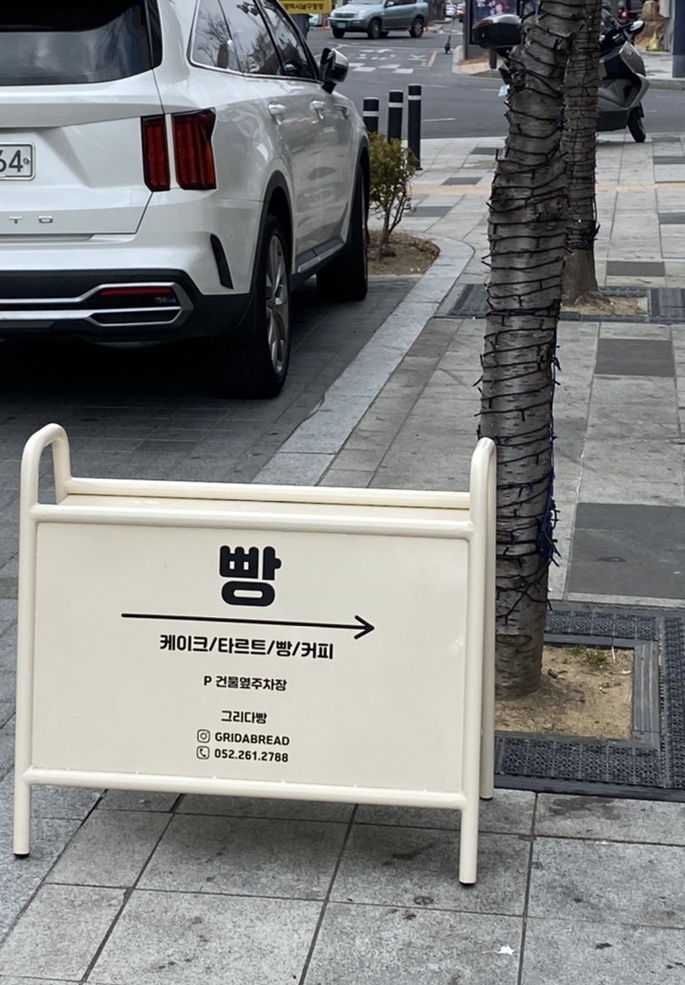 64
T O
빵
케이크/타르트/빵/커피
P 건물옆주차장
그리다빵
GRIDABREAD
052.261.2788